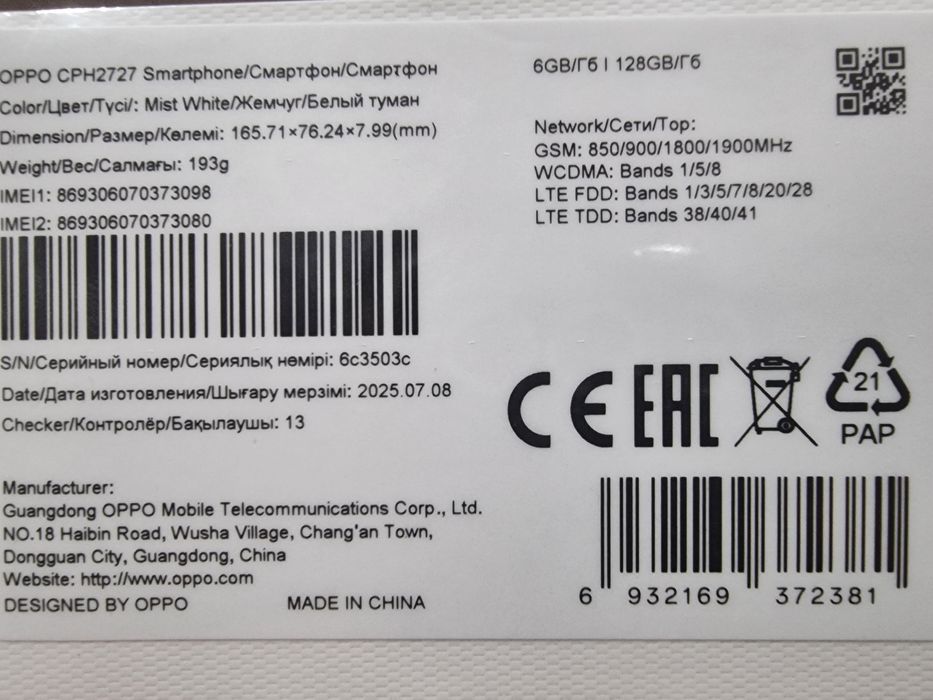 OPPO CPH2727 Smartphone/Смартфон/Смартфон
Color/Цвет/Түсі/: Mist White/Жемчуг/Белый туман
Dimension/Размер/Көлемі: 165.71×76.24×7.99(mm)
Weight/Вес/Салмағы: 193g
IMEI1: 869306070373098
IMEI2: 869306070373080
S/N/Серийный номер/Сериялық нөмірі: 6c3503c
Date/Дата изготовления/Шығару мерзімі: 2025.07.08
Checker/Контролёр/Бақылаушы: 13
Manufacturer:
Guangdong OPPO Mobile Telecommunications Corp., Ltd.
NO.18 Haibin Road, Wusha Village, Chang'an Town,
Dongguan City, Guangdong, China
Website: http://www.oppo.com
DESIGNED BY OPPO MADE IN CHINA
6GB/Гб I 128GB/Гб
Network/Сети/Тор:
GSM: 850/900/1800/1900MHz
WCDMA: Bands 1/5/8
LTE FDD: Bands 1/3/5/7/8/20/28
LTE TDD: Bands 38/40/41
CE EAC
21
PAP
6 932169 372381